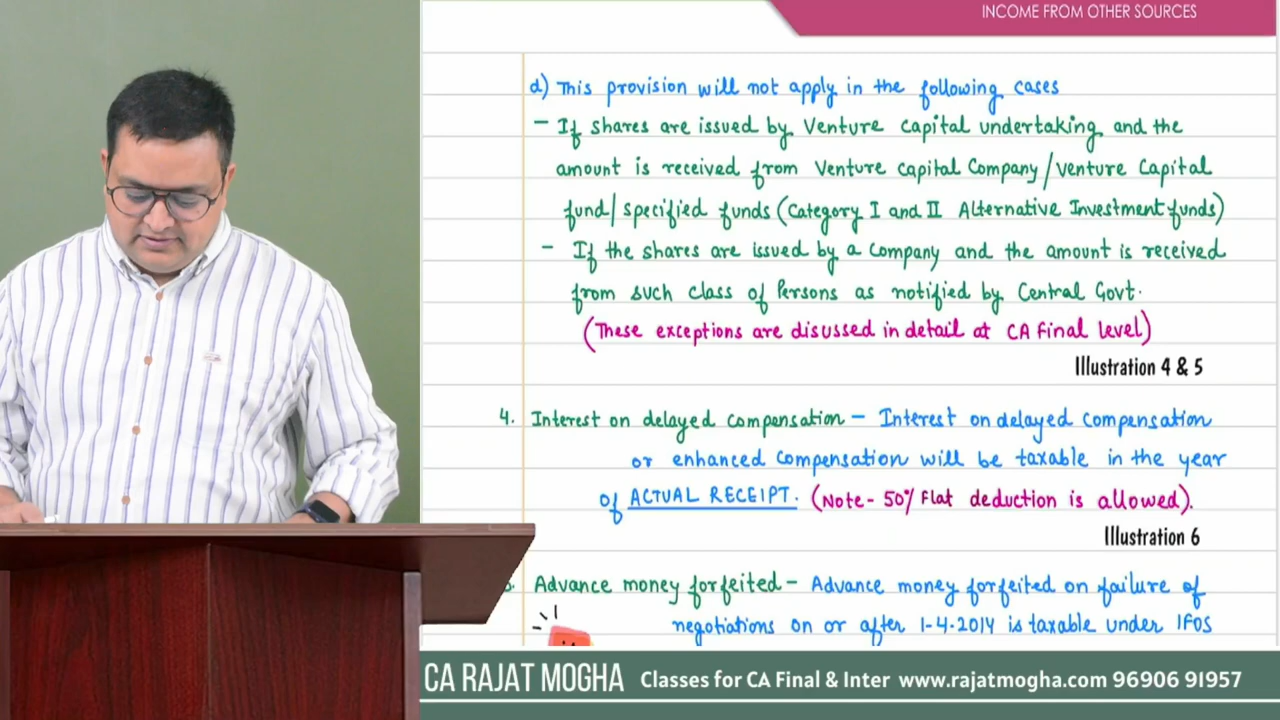 INCOME FROM OTHER SOURCES
d) This provision will not apply in the following cases
- If shares are issued by Venture capital undertaking and the
amount is received from Venture capital Company/Venture Capital
fund/specified funds (Category I and II Alternative Investment funds)
- If the shares are issued by a Company and the amount is received
from such class of Persons as notified by Central Govt.
(These exceptions are discussed in detail at CA Final level)
Illustration 4 & 5
4. Interest on delayed compensation - Interest on delayed compensation
or enhanced compensation will be taxable in the year
of ACTUAL RECEIPT. (Note- 50% Flat deduction is allowed).
Illustration 6
Advance money forfeited - Advance money forfeited on failure of
negotiations on or after 1-4-2014 is taxable under IFOS
CA RAJAT MOGHA Classes for CA Final & Inter www.rajatmogha.com 96906 91957